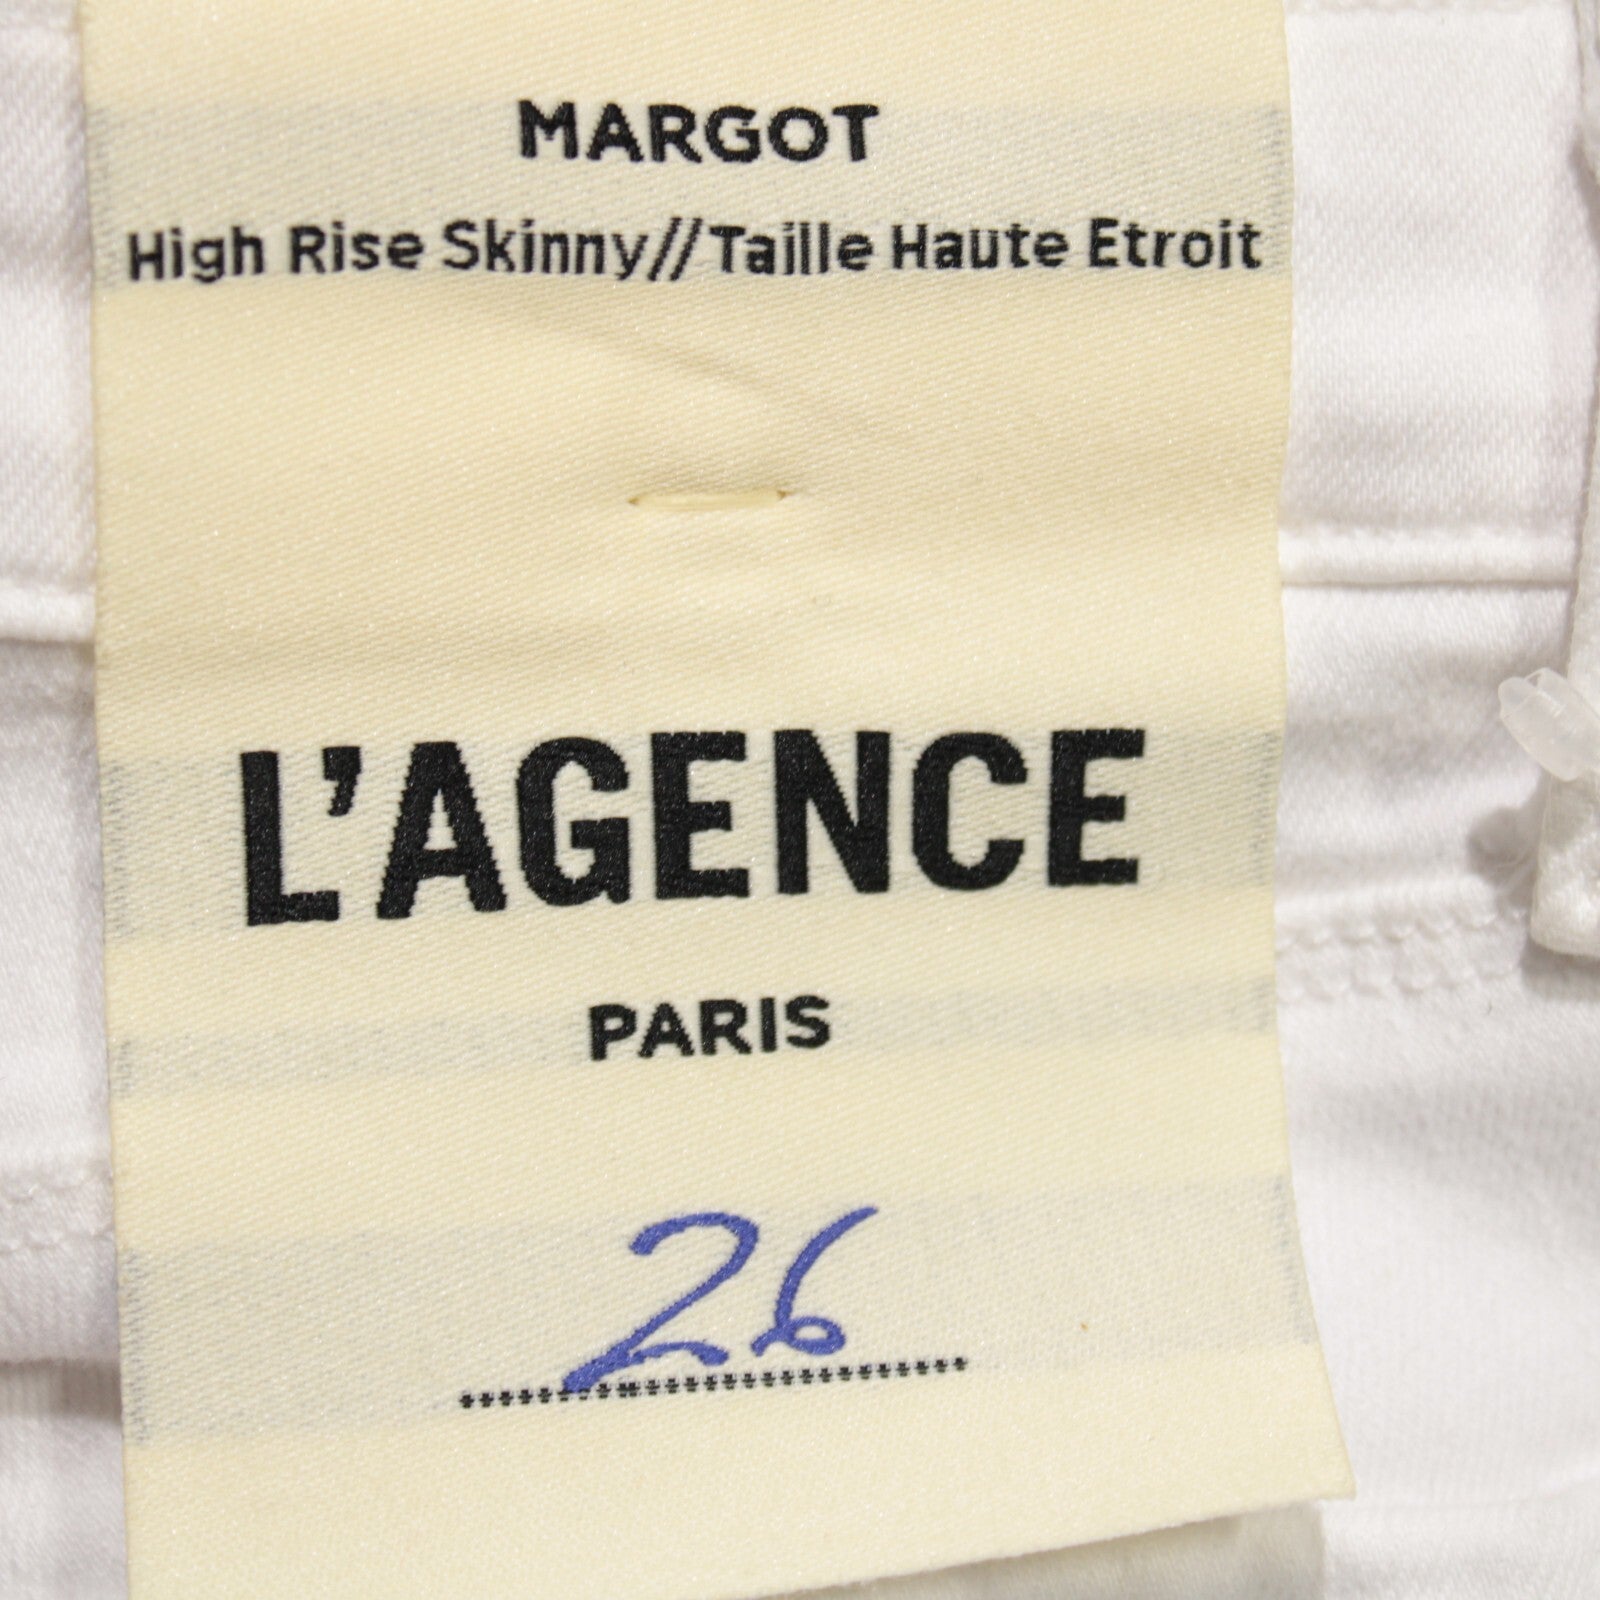 MARGOT
High Rise Skinny//Taille Haute Etroit
L'AGENCE
PARIS
26